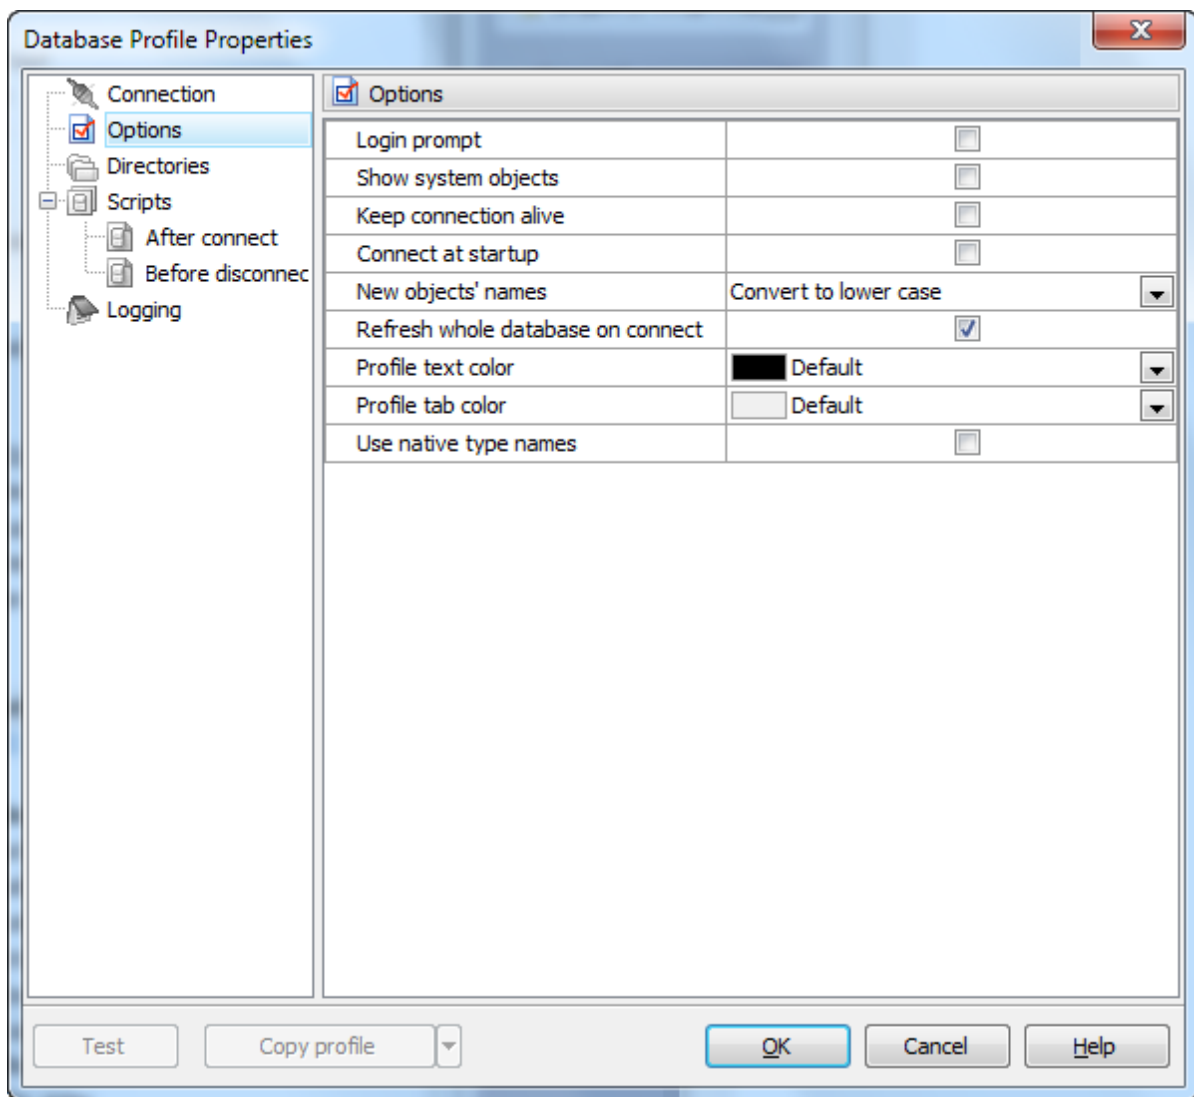 Database Profile Properties
x
Connection
Options
Directories
Scripts
After connect
Before disconnec
Logging
Options
Login prompt
Show system objects
Keep connection alive
Connect at startup
New objects' names Convert to lower case
Refresh whole database on connect
Profile text color Default
Profile tab color Default
Use native type names
Test Copy profile OK Cancel Help